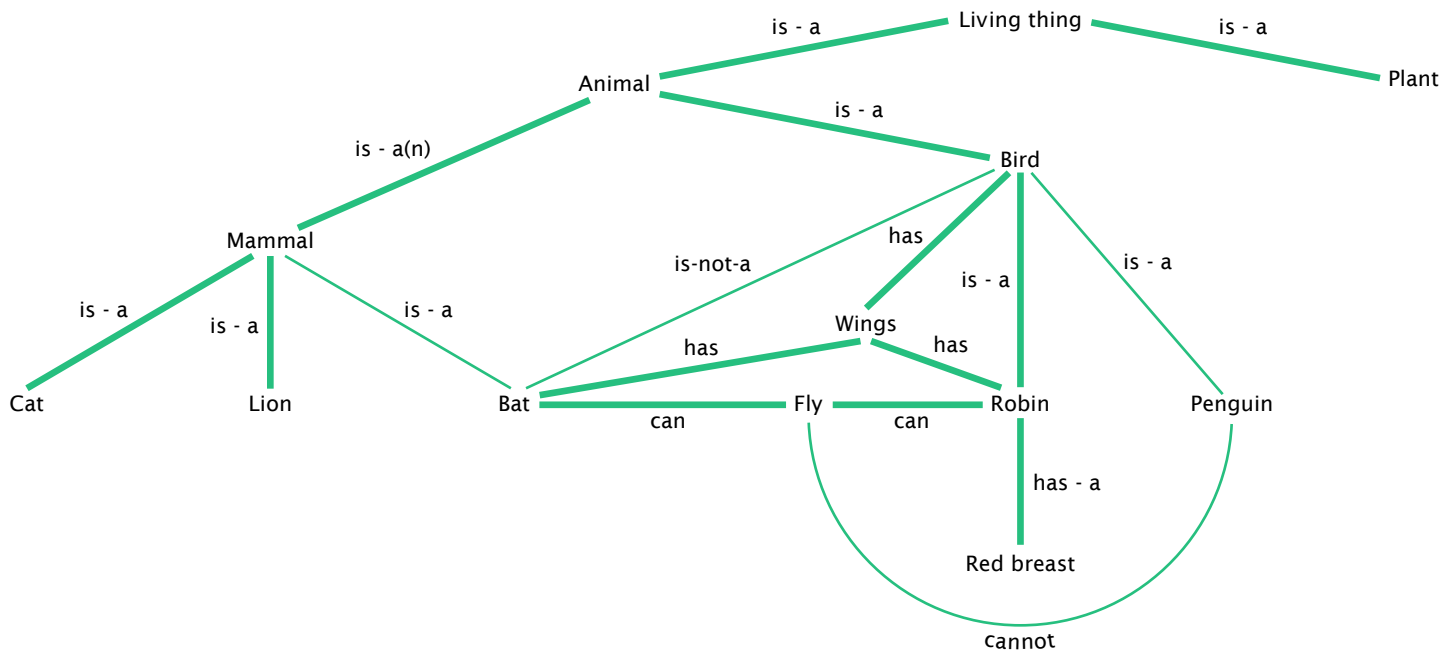 Living thing
is - a
is - a
Plant
Animal
is - a
is - a(n)
Bird
Mammal
has
is-not-a
is - a
is - a
is - a
is - a
is - a
Wings
has
has
Cat
Lion
Bat
Fly
Robin
Penguin
can
can
has - a
Red breast
cannot